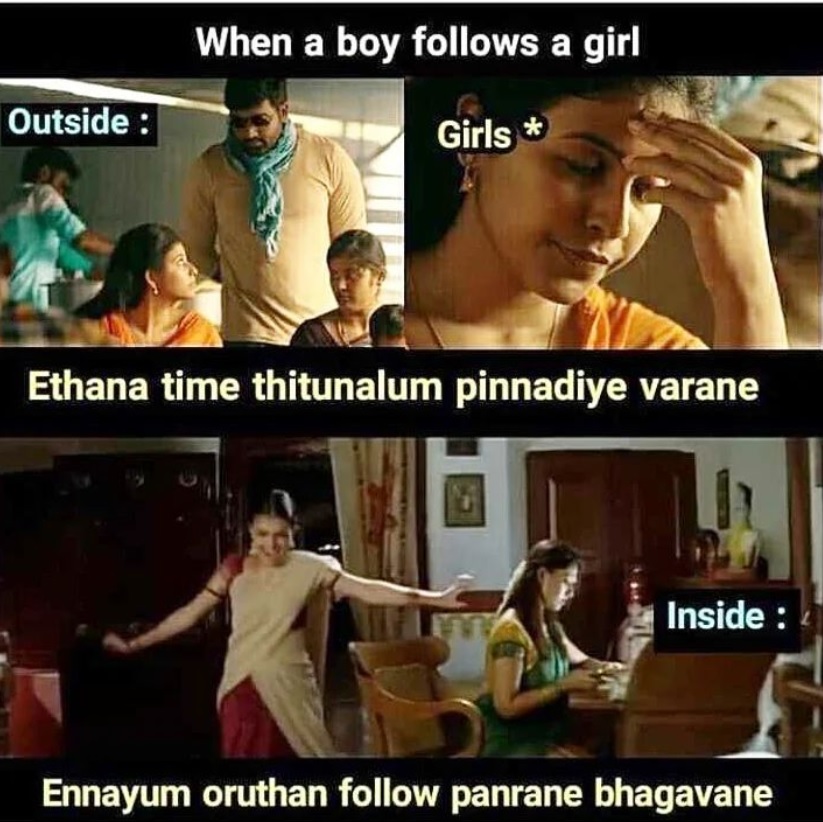 When a boy follows a girl
Outside :
Girls *
Ethana time thitunalum pinnadiye varane
Inside :
Ennayum oruthan follow panrane bhagavane